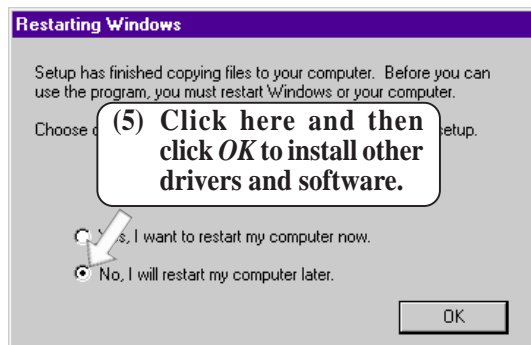 Restarting Windows
Setup has finished copying files to your computer. Before you can
use the program, you must restart Windows or your computer.
Choose setup.
(5) Click here and then
click OK to install other
drivers and software.
s, I want to restart my computer now.
No, I will restart my computer later.
OK